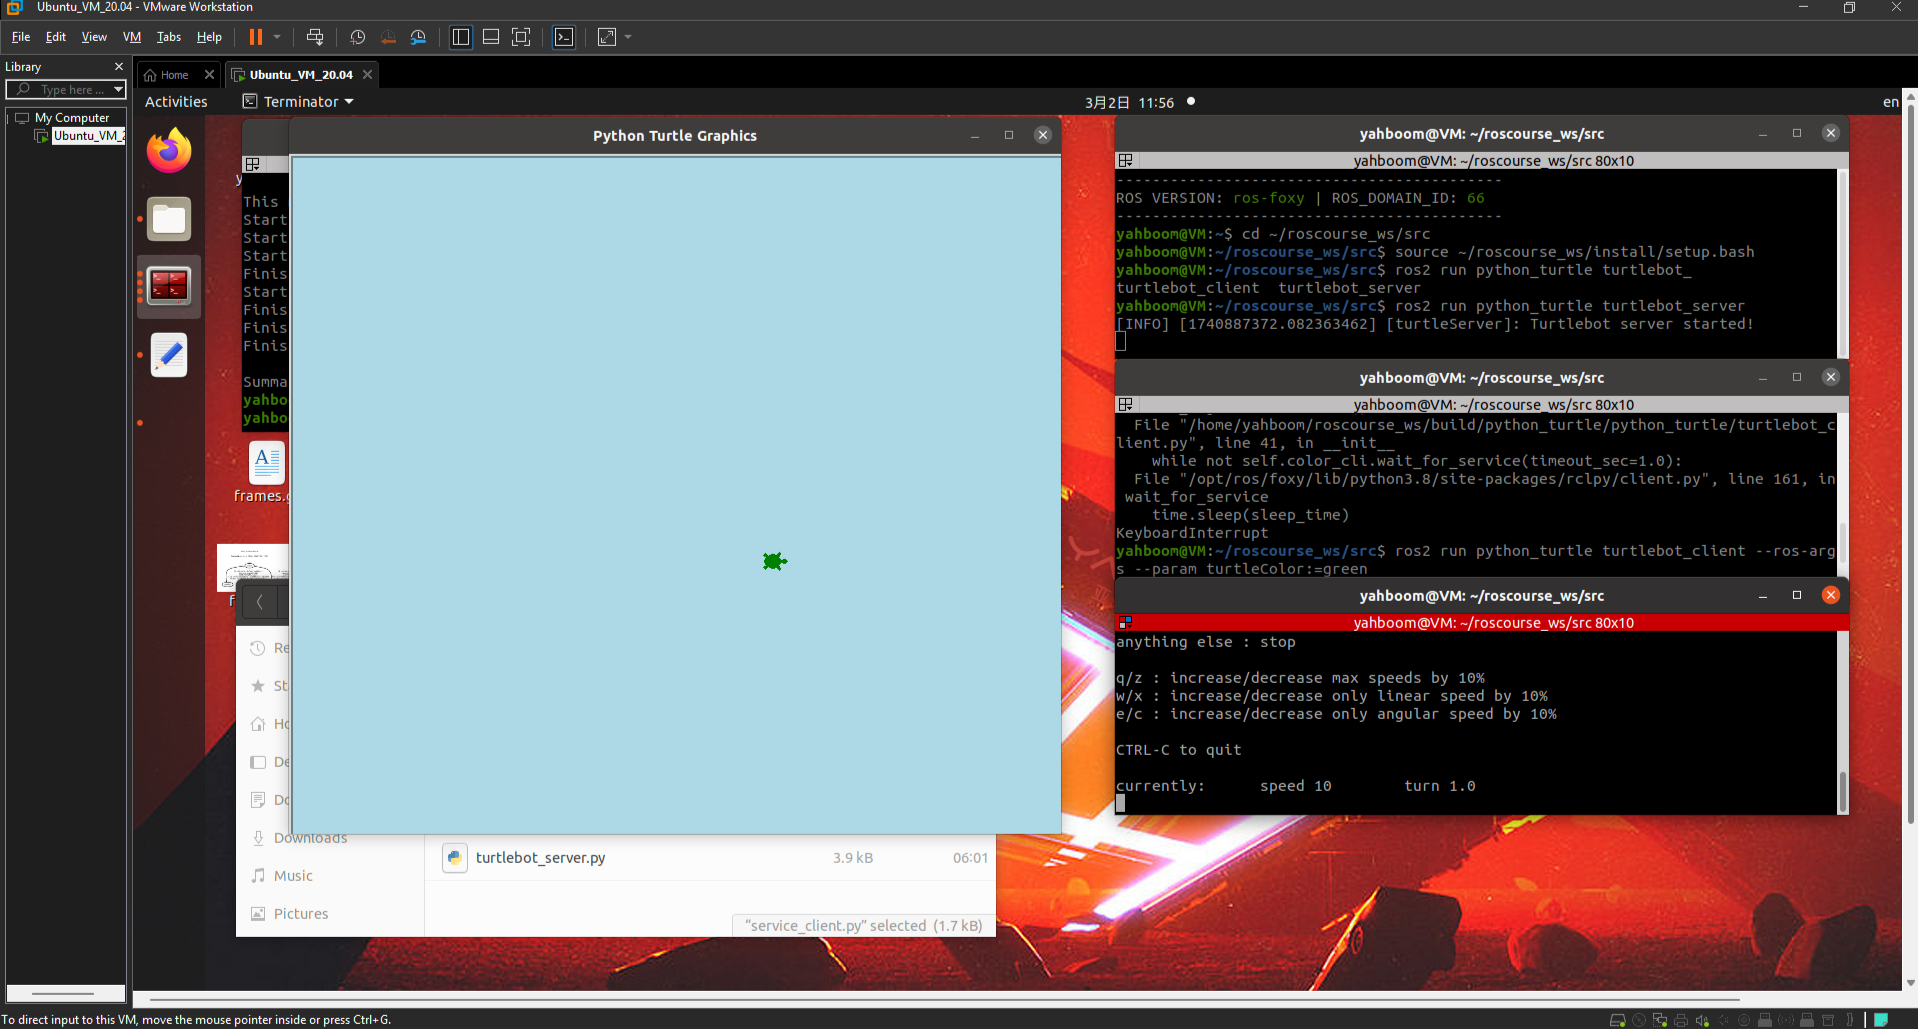 Ubuntu_VM_20.04 - VMware Workstation
File Edit View VM Tabs Help
Library
Type here ...
My Computer
Ubuntu_VM_2
Home
Ubuntu_VM_20.04
Activities
Terminator
3月2日 11:56
en
This
Start
Start
Start
Finis
Start
Finis
Finis
Finis
Summa
yahbo
yahbo
frames.g
Python Turtle Graphics
Re
St
Ho
De
Do
Downloads
Music
Pictures
turtlebot_server.py 3.9 kB 06:01
"service_client.py" selected (1.7 kB)
yahboom@VM: ~/roscourse_ws/src
yahboom@VM: ~/roscourse_ws/src 80x10
-------------------------------------------
ROS VERSION: ros-foxy | ROS_DOMAIN_ID: 66
-------------------------------------------
yahboom@VM:~$ cd ~/roscourse_ws/src
yahboom@VM:~/roscourse_ws/src$ source ~/roscourse_ws/install/setup.bash
yahboom@VM:~/roscourse_ws/src$ ros2 run python_turtle turtlebot_
turtlebot_client turtlebot_server
yahboom@VM:~/roscourse_ws/src$ ros2 run python_turtle turtlebot_server
[INFO] [1740887372.082363462] [turtleServer]: Turtlebot server started!
yahboom@VM: ~/roscourse_ws/src
yahboom@VM: ~/roscourse_ws/src 80x10
File "/home/yahboom/roscourse_ws/build/python_turtle/python_turtle/turtlebot_c
lient.py", line 41, in __init__
while not self.color_cli.wait_for_service(timeout_sec=1.0):
File "/opt/ros/foxy/lib/python3.8/site-packages/rclpy/client.py", line 161, in
wait_for_service
time.sleep(sleep_time)
KeyboardInterrupt
yahboom@VM:~/roscourse_ws/src$ ros2 run python_turtle turtlebot_client --ros-arg
s --param turtleColor:=green
yahboom@VM: ~/roscourse_ws/src
yahboom@VM: ~/roscourse_ws/src 80x10
anything else : stop
q/z : increase/decrease max speeds by 10%
w/x : increase/decrease only linear speed by 10%
e/c : increase/decrease only angular speed by 10%
CTRL-C to quit
currently: speed 10 turn 1.0
To direct input to this VM, move the mouse pointer inside or press Ctrl+G.